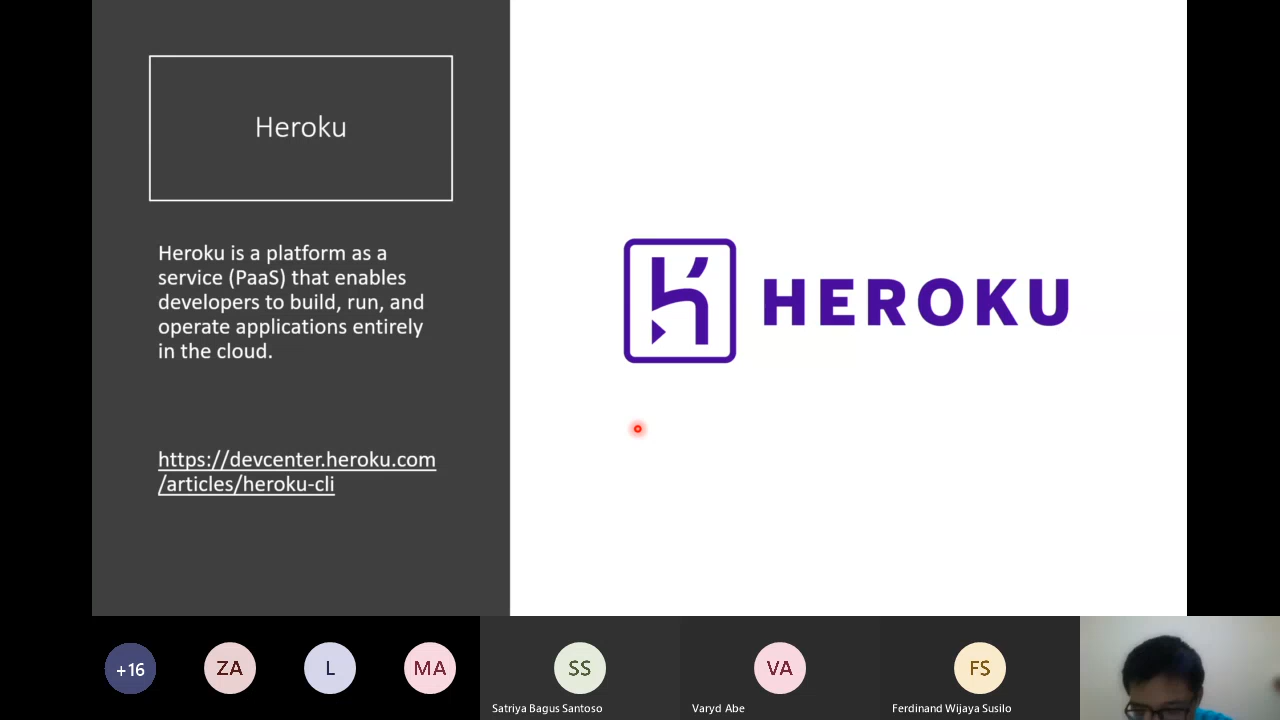 Heroku
Heroku is a platform as a
service (PaaS) that enables
developers to build, run, and
operate applications entirely
in the cloud.
https://devcenter.heroku.com
/articles/heroku-cli
HEROKU
+16
ZA
L
MA
SS
VA
FS
Satriya Bagus Santoso
Varyd Abe
Ferdinand Wijaya Susilo